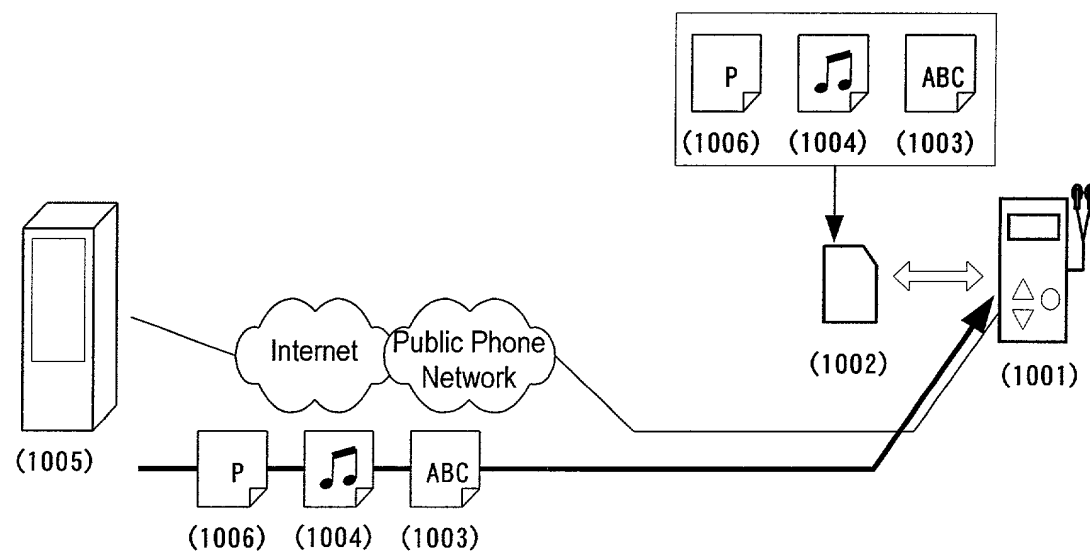 P
ABC
(1006)
(1004)
(1003)
Internet
Public Phone
Network
(1002)
(1001)
(1005)
P
ABC
(1006)
(1004)
(1003)